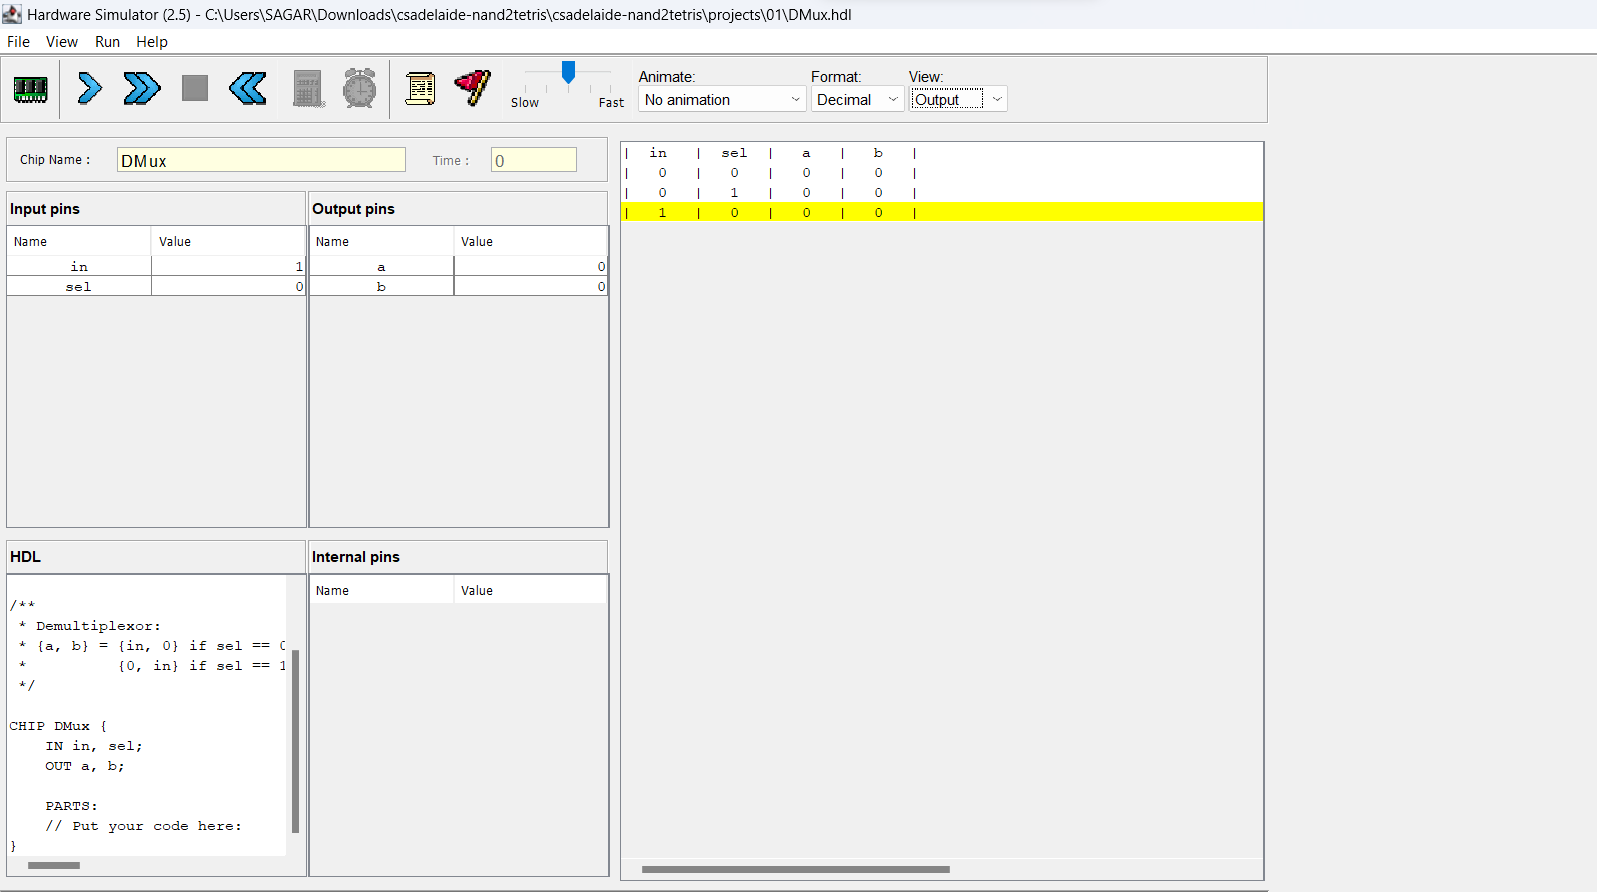 Hardware Simulator (2.5) - C:\Users\SAGAR\Downloads\csadelaide-nand2tetris\csadelaide-nand2tetris\projects\01\DMux.hdl
File View Run Help
Slow Fast
Animate: Format: View:
No animation Decimal Output
Chip Name : DMux Time : 0
Input pins
Name Value
in 1
sel 0
Output pins
Name Value
a 0
b 0
HDL
/**
 * Demultiplexor:
 * {a, b} = {in, 0} if sel == 0
 *          {0, in} if sel == 1
 */
CHIP DMux {
    IN in, sel;
    OUT a, b;
    PARTS:
    // Put your code here:
}
Internal pins
Name Value
| in | sel | a | b |
| 0 | 0 | 0 | 0 |
| 0 | 1 | 0 | 0 |
| 1 | 0 | 0 | 0 |